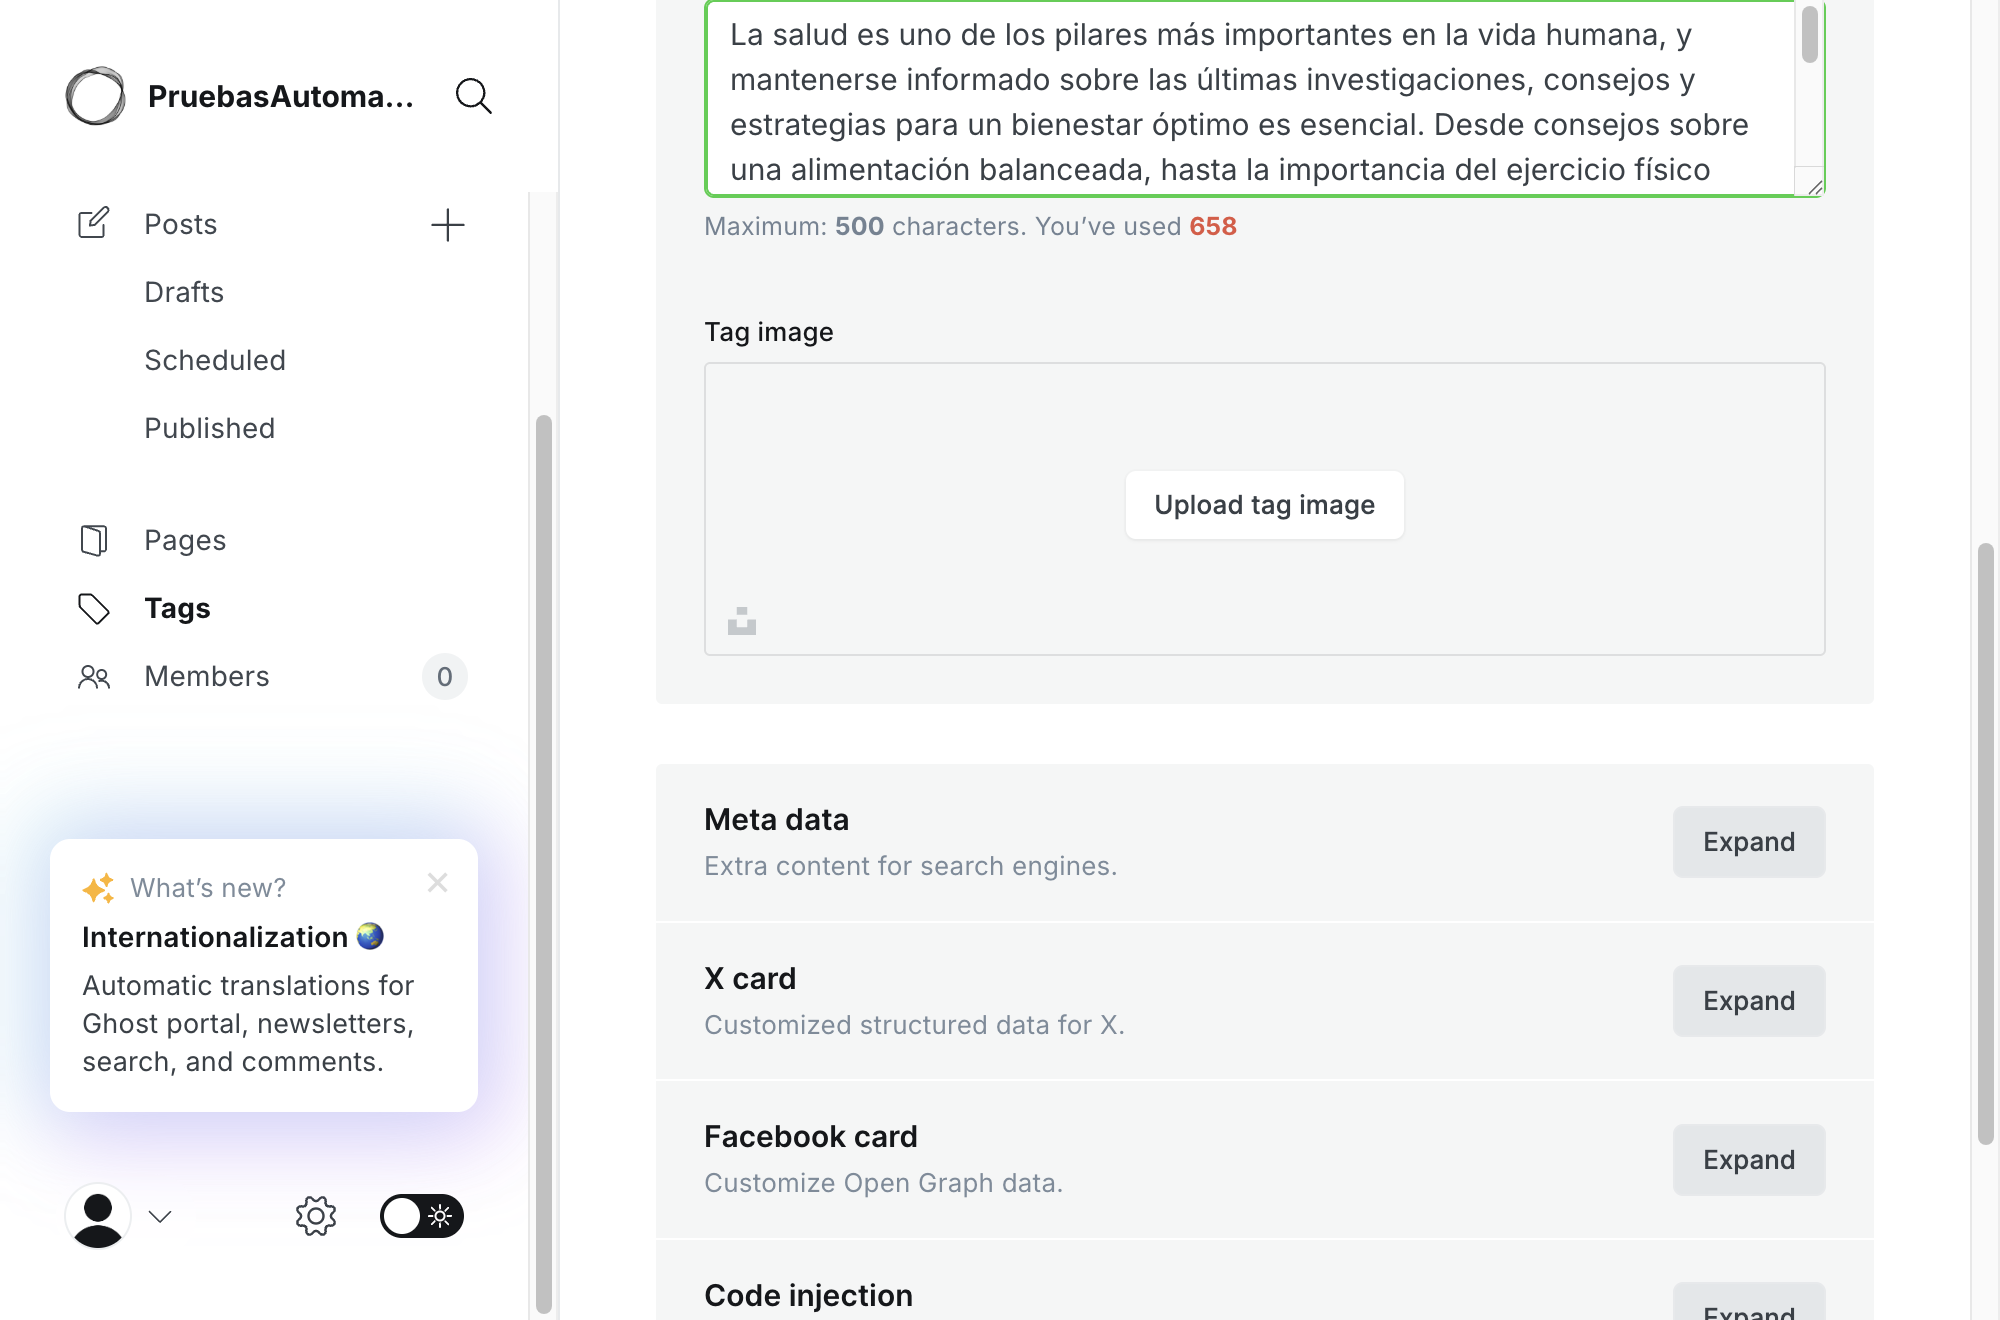 PruebasAutoma...
Posts
Drafts
Scheduled
Published
Pages
Tags
Members
0
What’s new?
Internationalization
Automatic translations for
Ghost portal, newsletters,
search, and comments.
La salud es uno de los pilares más importantes en la vida humana, y
mantenerse informado sobre las últimas investigaciones, consejos y
estrategias para un bienestar óptimo es esencial. Desde consejos sobre
una alimentación balanceada, hasta la importancia del ejercicio físico
Maximum: 500 characters. You’ve used 658
Tag image
Upload tag image
Meta data
Extra content for search engines.
Expand
X card
Customized structured data for X.
Expand
Facebook card
Customize Open Graph data.
Expand
Code injection
Expand